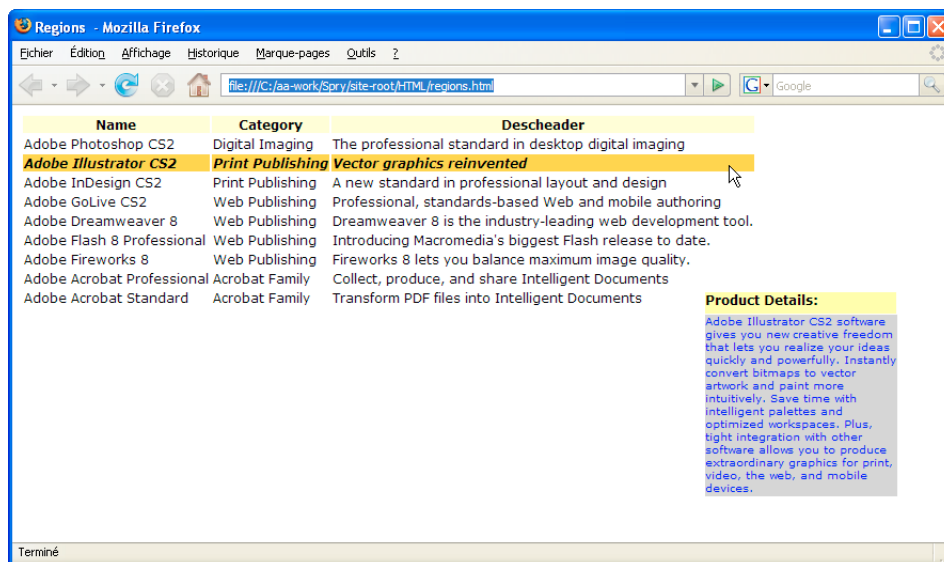 Regions - Mozilla Firefox
Fichier Édition Affichage Historique Marque-pages Outils ?
file:///C:/aa-work/Spry/site-root/HTML/regions.html G Google
Name Category Descheader
Adobe Photoshop CS2 Digital Imaging The professional standard in desktop digital imaging
Adobe Illustrator CS2 Print Publishing Vector graphics reinvented
Adobe InDesign CS2 Print Publishing A new standard in professional layout and design
Adobe GoLive CS2 Web Publishing Professional, standards-based Web and mobile authoring
Adobe Dreamweaver 8 Web Publishing Dreamweaver 8 is the industry-leading web development tool.
Adobe Flash 8 Professional Web Publishing Introducing Macromedia's biggest Flash release to date.
Adobe Fireworks 8 Web Publishing Fireworks 8 lets you balance maximum image quality.
Adobe Acrobat Professional Acrobat Family Collect, produce, and share Intelligent Documents
Adobe Acrobat Standard Acrobat Family Transform PDF files into Intelligent Documents
Product Details:
Adobe Illustrator CS2 software
gives you new creative freedom
that lets you realize your ideas
quickly and powerfully. Instantly
convert bitmaps to vector
artwork and paint more
intuitively. Save time with
intelligent palettes and
optimized workspaces. Plus,
tight integration with other
software allows you to produce
extraordinary graphics for print,
video, the web, and mobile
devices.
Terminé